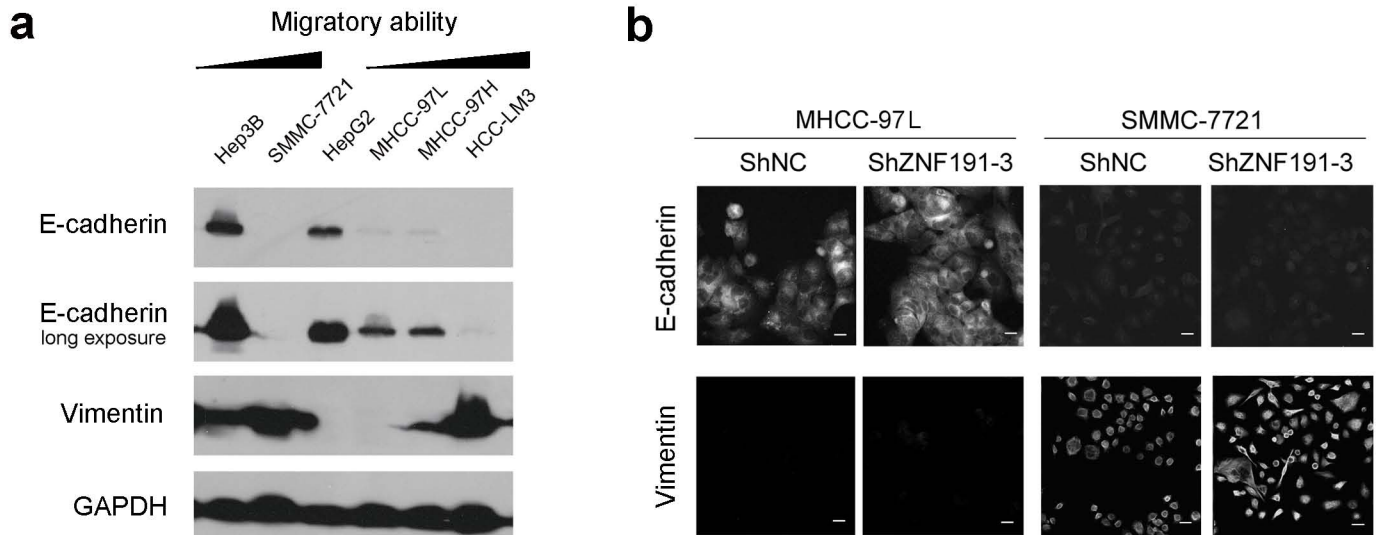 a
Migratory ability
Hep3B
SMMC-7721
HepG2
MHCC-97L
MHCC-97H
HCC-LM3
E-cadherin
E-cadherin
long exposure
Vimentin
GAPDH
b
MHCC-97L
SMMC-7721
ShNC
ShZNF191-3
ShNC
ShZNF191-3
E-cadherin
Vimentin